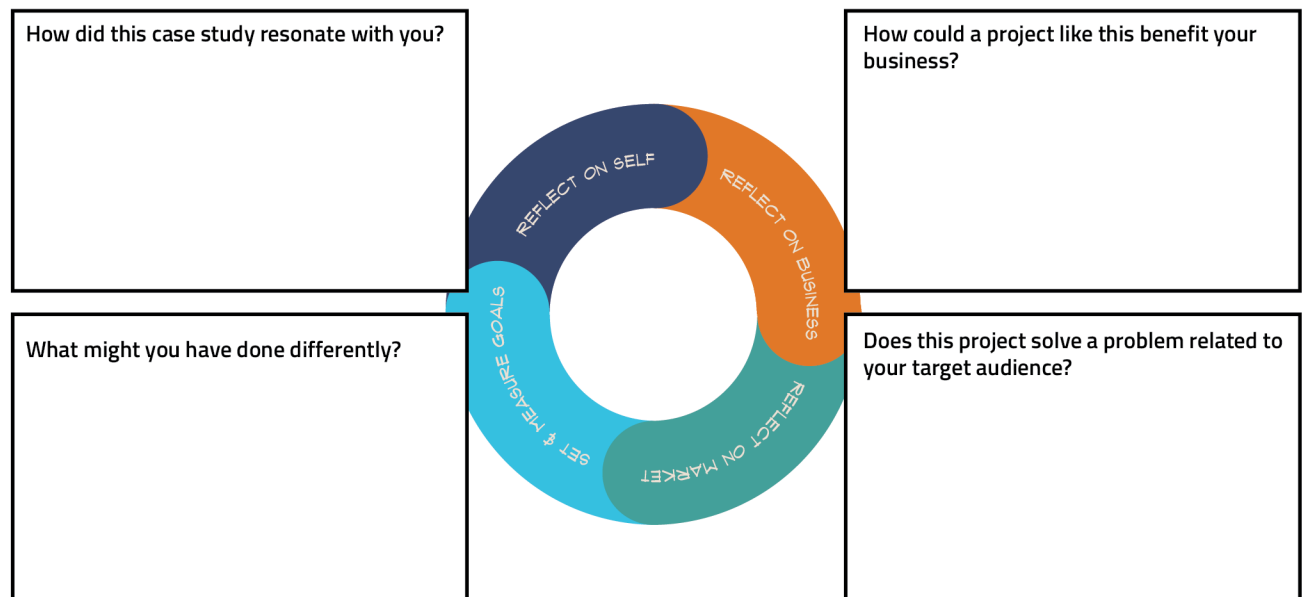 How did this case study resonate with you?
How could a project like this benefit your
business?
REFLECT ON SELF
REFLECT ON BUSINESS
SET & MEASURE GOALS
REFLECT ON MARKET
What might you have done differently?
Does this project solve a problem related to
your target audience?